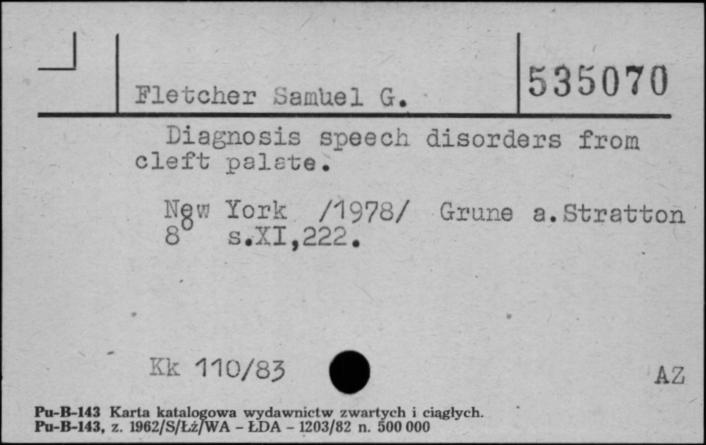 Fletcher Samuel G. 535070
Diagnosis speech disorders from
cleft palate.
New York /1978/ Grune a.Stratton
8° s.XI,222.
Kk 110/83 AZ
Pu-B-143 Karta katalogowa wydawnictw zwartych i ciągłych.
Pu-B-143, z. 1962/S/Łż/WA – ŁDA – 1203/82 n. 500 000